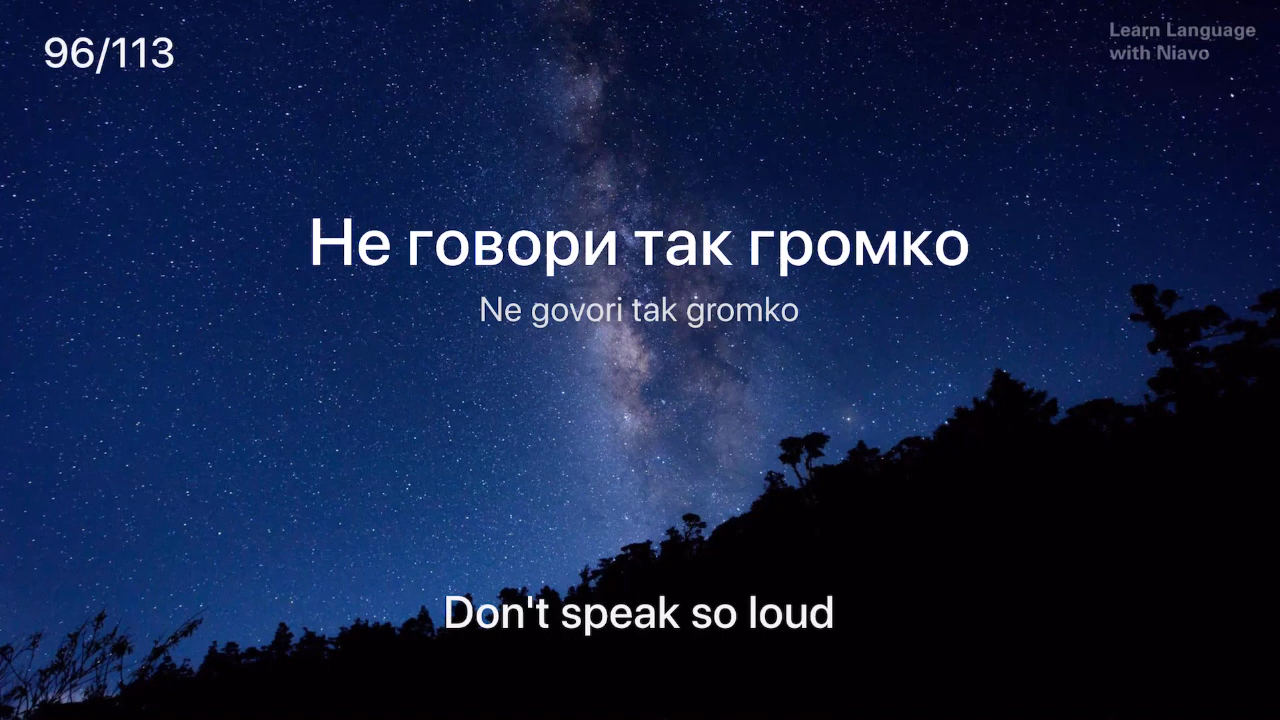 96/113
Learn Language
with Niavo
Не говори так громко
Ne govori tak gromko
Don't speak so loud